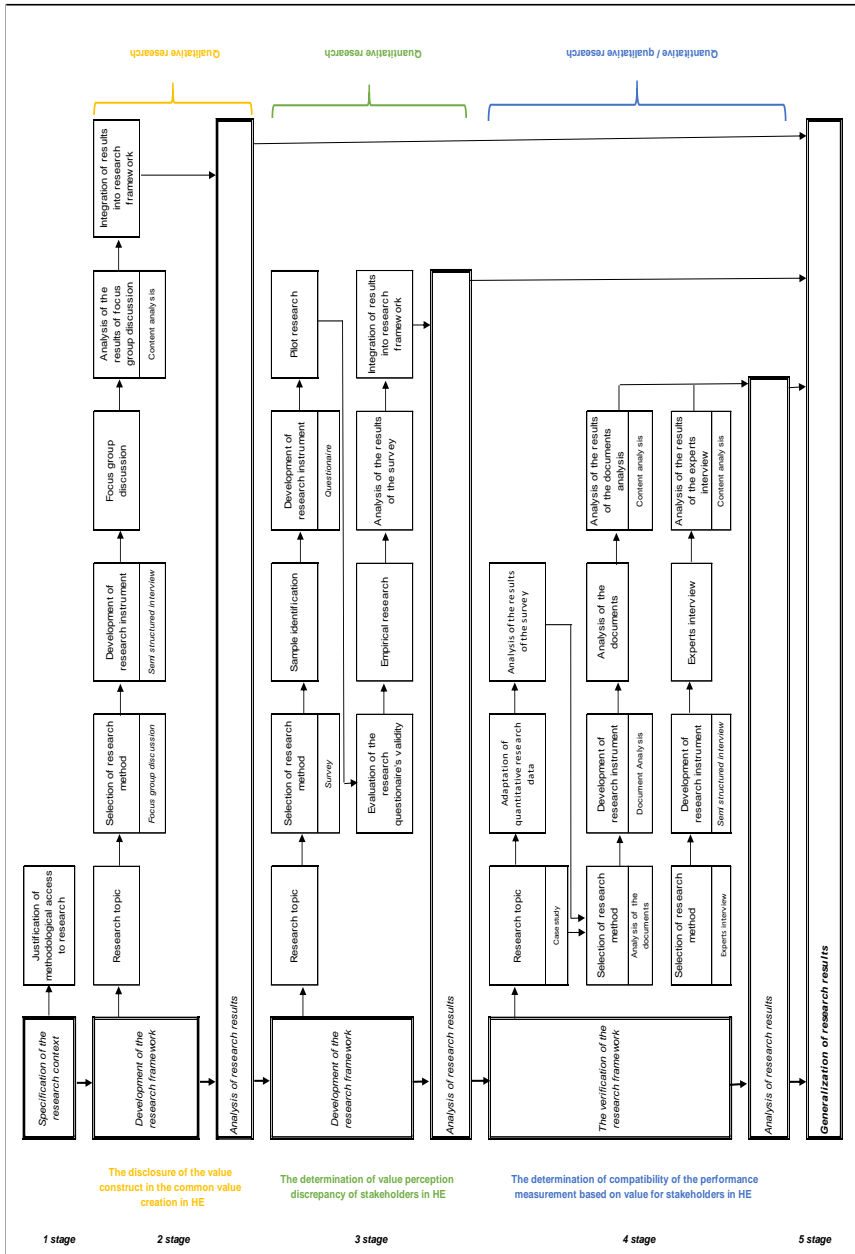 Qualitative research
Quantitative research
Quantitative / qualitative research
Justification of
methodological access
to research
Specification of the
research context
1 stage
Integration of results
into research
framework
Analysis of the
results of focus
group discussion
Content analysis
Focus group
discussion
Development of
research instrument
Semi structured interview
Selection of research
method
Focus group discussion
Research topic
Development of the
research framework
Analysis of research results
The disclosure of the value
construct in the common value
creation in HE
2 stage
Pilot research
Development of
research instrument
Questionaire
Sample identification
Selection of research
method
Survey
Research topic
Integration of results
into research
framework
Analysis of the results
of the survey
Empirical research
Evaluation of the
research
questionaire's validity
Development of the
research framework
Analysis of research results
The determination of value perception
discrepancy of stakeholders in HE
3 stage
Analysis of the results
of the survey
Adaptation of
quantitative research
data
Research topic
Case study
Analysis of the results
of the documents
analysis
Content analysis
Analysis of the
documents
Development of
research instrument
Document Analysis
Selection of research
method
Analysis of the
documents
Analysis of the results
of the experts
interview
Content analysis
Experts interview
Development of
research instrument
Semi structured interview
Selection of research
method
Experts interview
The verification of the
research framework
Analysis of research results
The determination of compatibility of the performance
measurement based on value for stakeholders in HE
4 stage
Generalization of research results
5 stage